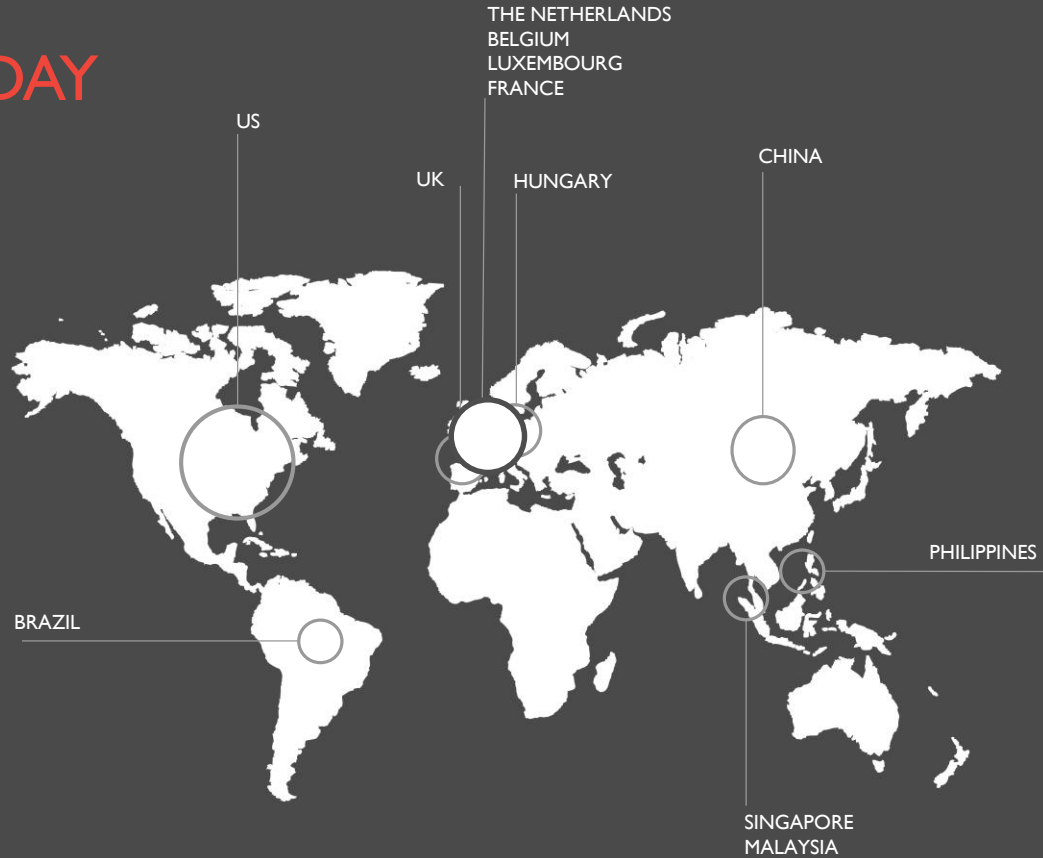 THE NETHERLANDS
BELGIUM
LUXEMBOURG
FRANCE
DAY
US
CHINA
UK
HUNGARY
PHILIPPINES
BRAZIL
SINGAPORE
MALAYSIA